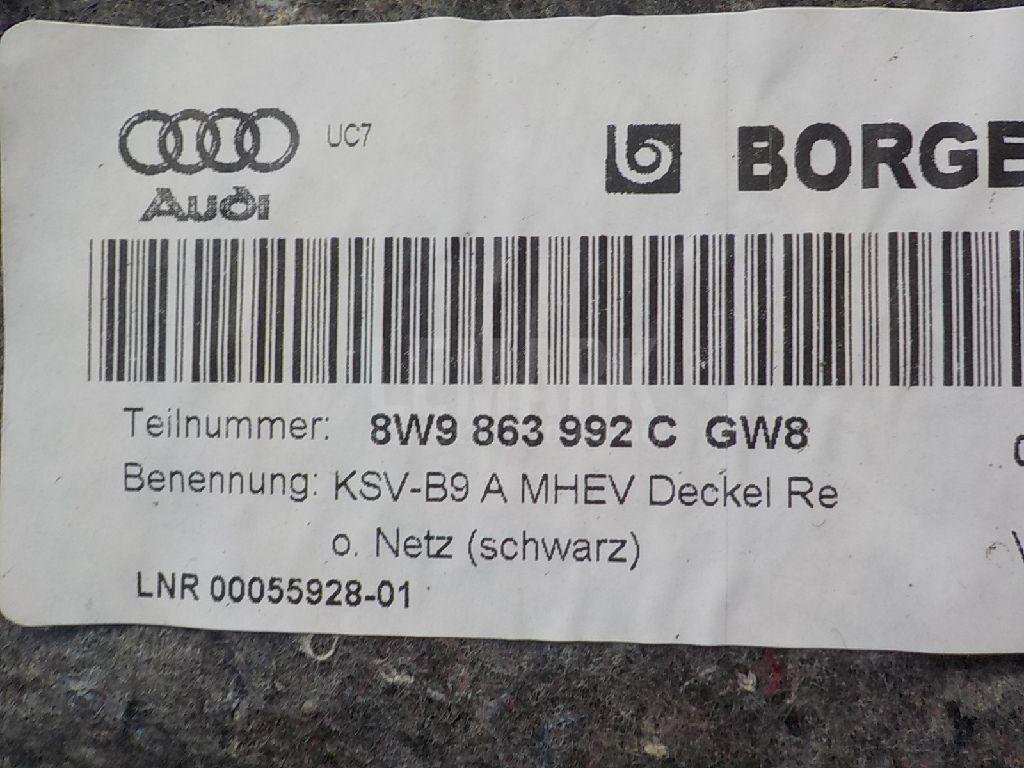 UC7
Audi
BORGE
LEMARK
Teilnummer: 8W9 863 992 C GW8
Benennung: KSV-B9 A MHEV Deckel Re
o. Netz (schwarz)
LNR 00055928-01